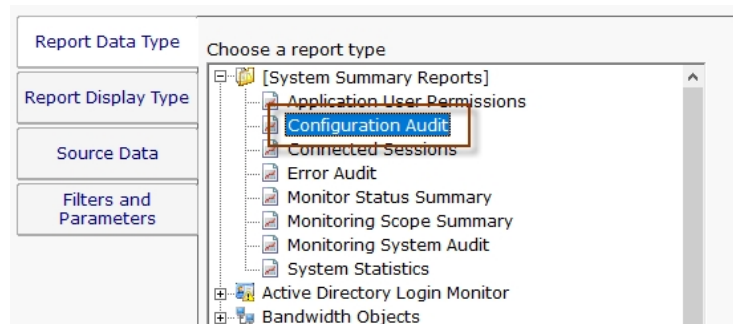 Report Data Type
Report Display Type
Source Data
Filters and
Parameters
Choose a report type
[System Summary Reports]
Application User Permissions
Configuration Audit
Connected Sessions
Error Audit
Monitor Status Summary
Monitoring Scope Summary
Monitoring System Audit
System Statistics
Active Directory Login Monitor
Bandwidth Objects